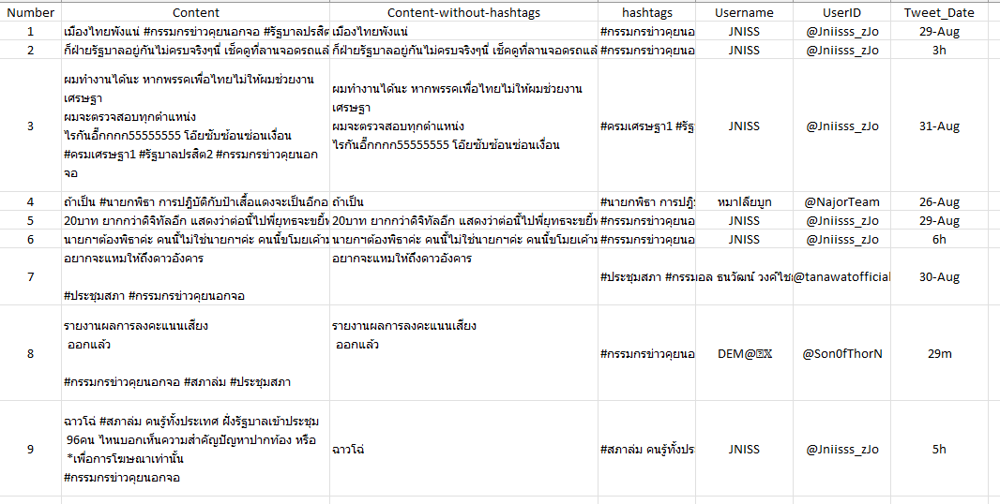 Number Content Content-without-hashtags hashtags Username UserID Tweet_Date
1 เมืองไทยพังแน่ #กรรมกรข่าวคุยนอกจอ #รัฐบาลปรสิต เมืองไทยพังแน่ #กรรมกรข่าวคุยนอ JNISS @Jniisss_zJo 29-Aug
2 ก็ฝ่ายรัฐบาลอยู่กันไม่ครบจริงๆนี่ เช็คดูที่ลานจอดรถแล้ ก็ฝ่ายรัฐบาลอยู่กันไม่ครบจริงๆนี่ เช็คดูที่ลานจอดรถแล้ #กรรมกรข่าวคุยนอ JNISS @Jniisss_zJo 3h
3 ผมทำงานได้นะ หากพรรคเพื่อไทยไม่ให้ผมช่วยงาน
เศรษฐา
ผมจะตรวจสอบทุกตำแหน่ง
ไรกันอี๊กกกก55555555 โอ๊ยซับซ้อนซ่อนเงื่อน
#ครมเศรษฐา1 #รัฐบาลปรสิต2 #กรรมกรข่าวคุยนอก
จอ
ผมทำงานได้นะ หากพรรคเพื่อไทยไม่ให้ผมช่วยงาน
เศรษฐา
ผมจะตรวจสอบทุกตำแหน่ง
ไรกันอี๊กกกก55555555 โอ๊ยซับซ้อนซ่อนเงื่อน
#ครมเศรษฐา1 #รัฐ JNISS @Jniisss_zJo 31-Aug
4 ถ้าเป็น #นายกพิธา การปฏิบัติกับป้าเสื้อแดงจะเป็นอีกอ ถ้าเป็น #นายกพิธา การปฏิ หมาลัยบูท @NajorTeam 26-Aug
5 20บาท ยากกว่าดิจิทัลอีก แสดงว่าต่อนี้ไปพี่ยุทธจะขยี้ท 20บาท ยากกว่าดิจิทัลอีก แสดงว่าต่อนี้ไปพี่ยุทธจะขยี้ท #กรรมกรข่าวคุยนอ JNISS @Jniisss_zJo 29-Aug
6 นายกฯต้องพิธาค่ะ คนนี้ไม่ใช่นายกฯค่ะ คนนี้ขโมยเค้าม นายกฯต้องพิธาค่ะ คนนี้ไม่ใช่นายกฯค่ะ คนนี้ขโมยเค้าม #กรรมกรข่าวคุยนอ JNISS @Jniisss_zJo 6h
7 อยากจะแหมให้ถึงดาวอังคาร
#ประชุมสภา #กรรมกรข่าวคุยนอกจอ
อยากจะแหมให้ถึงดาวอังคาร
#ประชุมสภา #กรรม อล ธนวัฒน์ วงค์ไช @tanawatofficial 30-Aug
8 รายงานผลการลงคะแนนเสียง
ออกแล้ว
#กรรมกรข่าวคุยนอกจอ #สภาล่ม #ประชุมสภา
รายงานผลการลงคะแนนเสียง
ออกแล้ว
#กรรมกรข่าวคุยนอ DEM@𝕏 @Son0fThorN 29m
9 ฉาวโฉ่ #สภาล่ม คนรู้ทั้งประเทศ ฝั่งรัฐบาลเข้าประชุม
96คน ไหนบอกเห็นความสำคัญปัญหาปากท้อง หรือ
*เพื่อการโฆษณาเท่านั้น
#กรรมกรข่าวคุยนอกจอ
ฉาวโฉ่ #สภาล่ม คนรู้ทั้งปร JNISS @Jniisss_zJo 5h